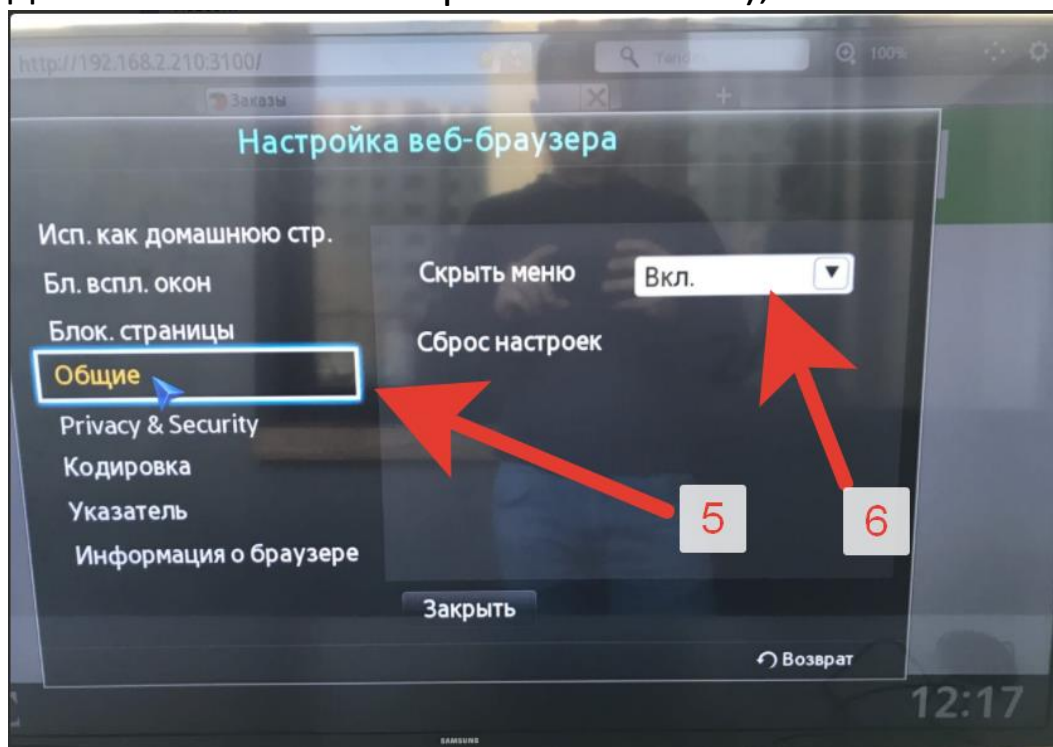 http://192.168.2.210:3100/
100%
Заказы
+
Настройка веб-браузера
Исп. как домашнюю стр.
Бл. вспл. окон
Блок. страницы
Общие
Privacy & Security
Кодировка
Указатель
Информация о браузере
Скрыть меню
Вкл.
Сброс настроек
5
6
Закрыть
Возврат
12:17
SAMSUNG